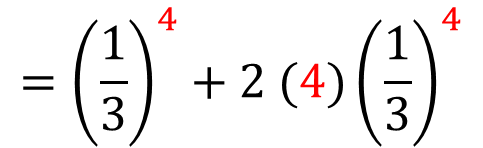 = (1/3)^4 + 2 (4) (1/3)^4